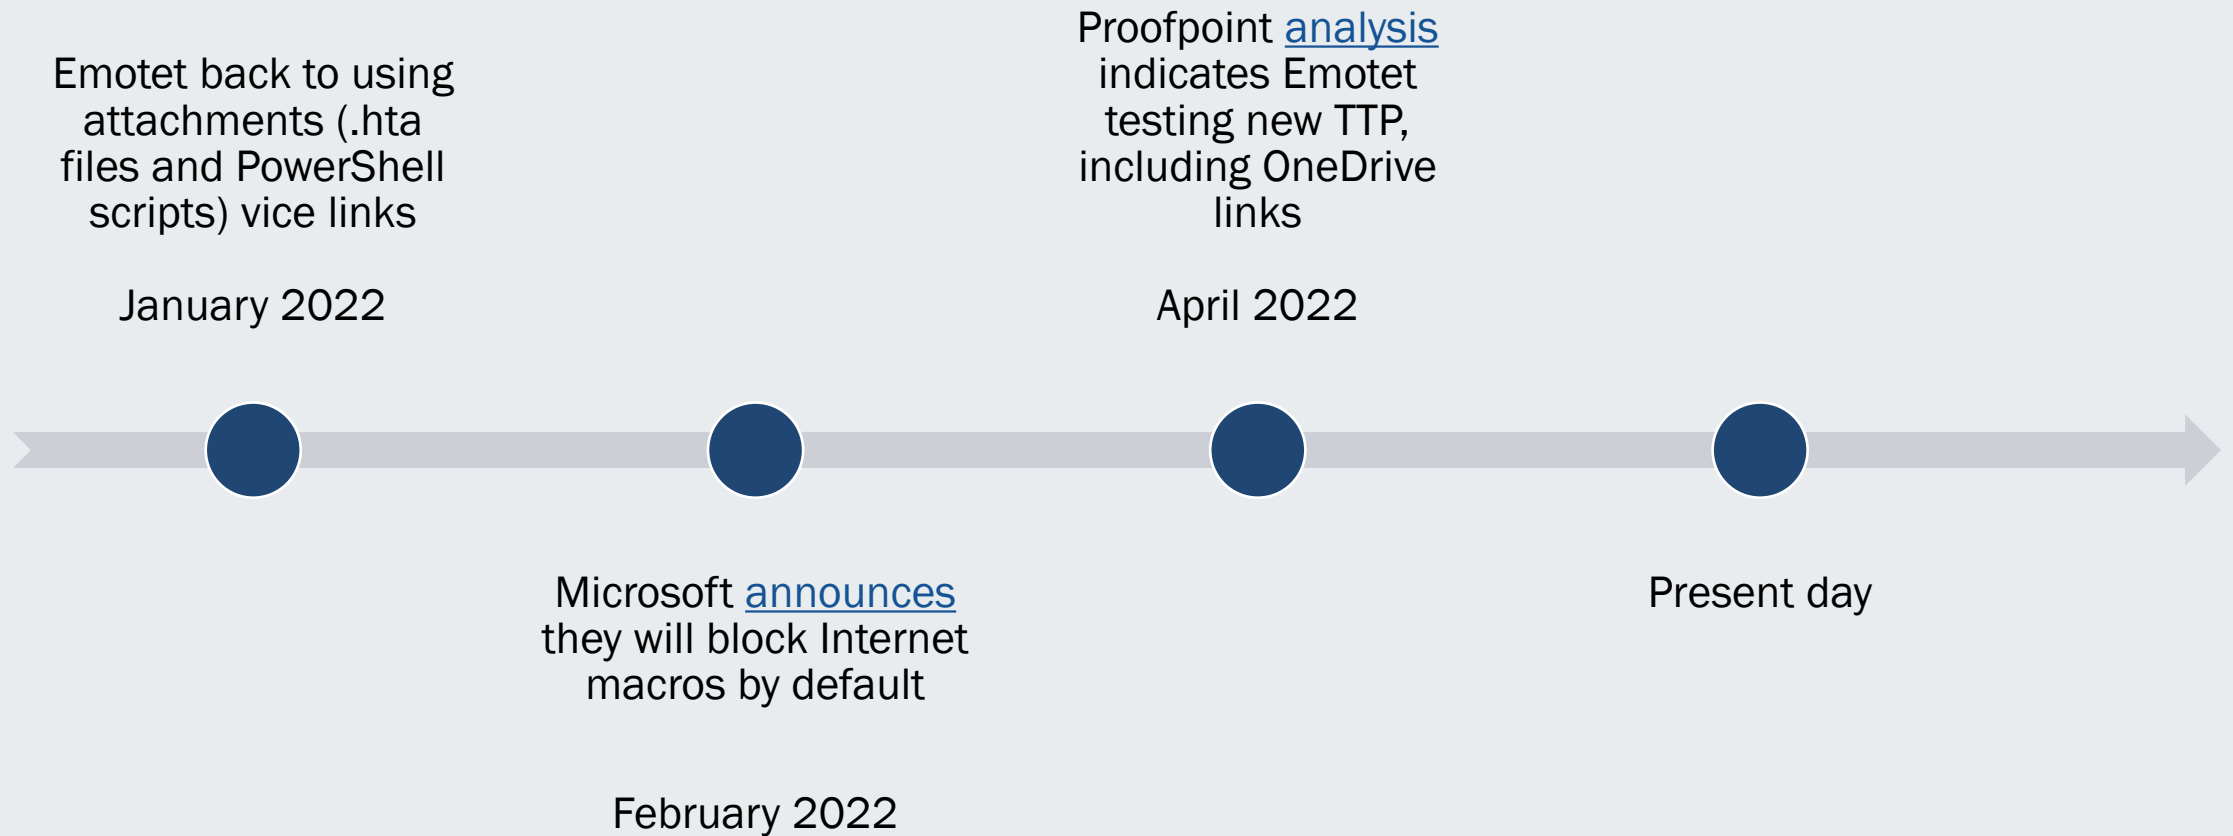 Emotet back to using
attachments (.hta
files and PowerShell
scripts) vice links
January 2022
Microsoft announces
they will block Internet
macros by default
February 2022
Proofpoint analysis
indicates Emotet
testing new TTP,
including OneDrive
links
April 2022
Present day